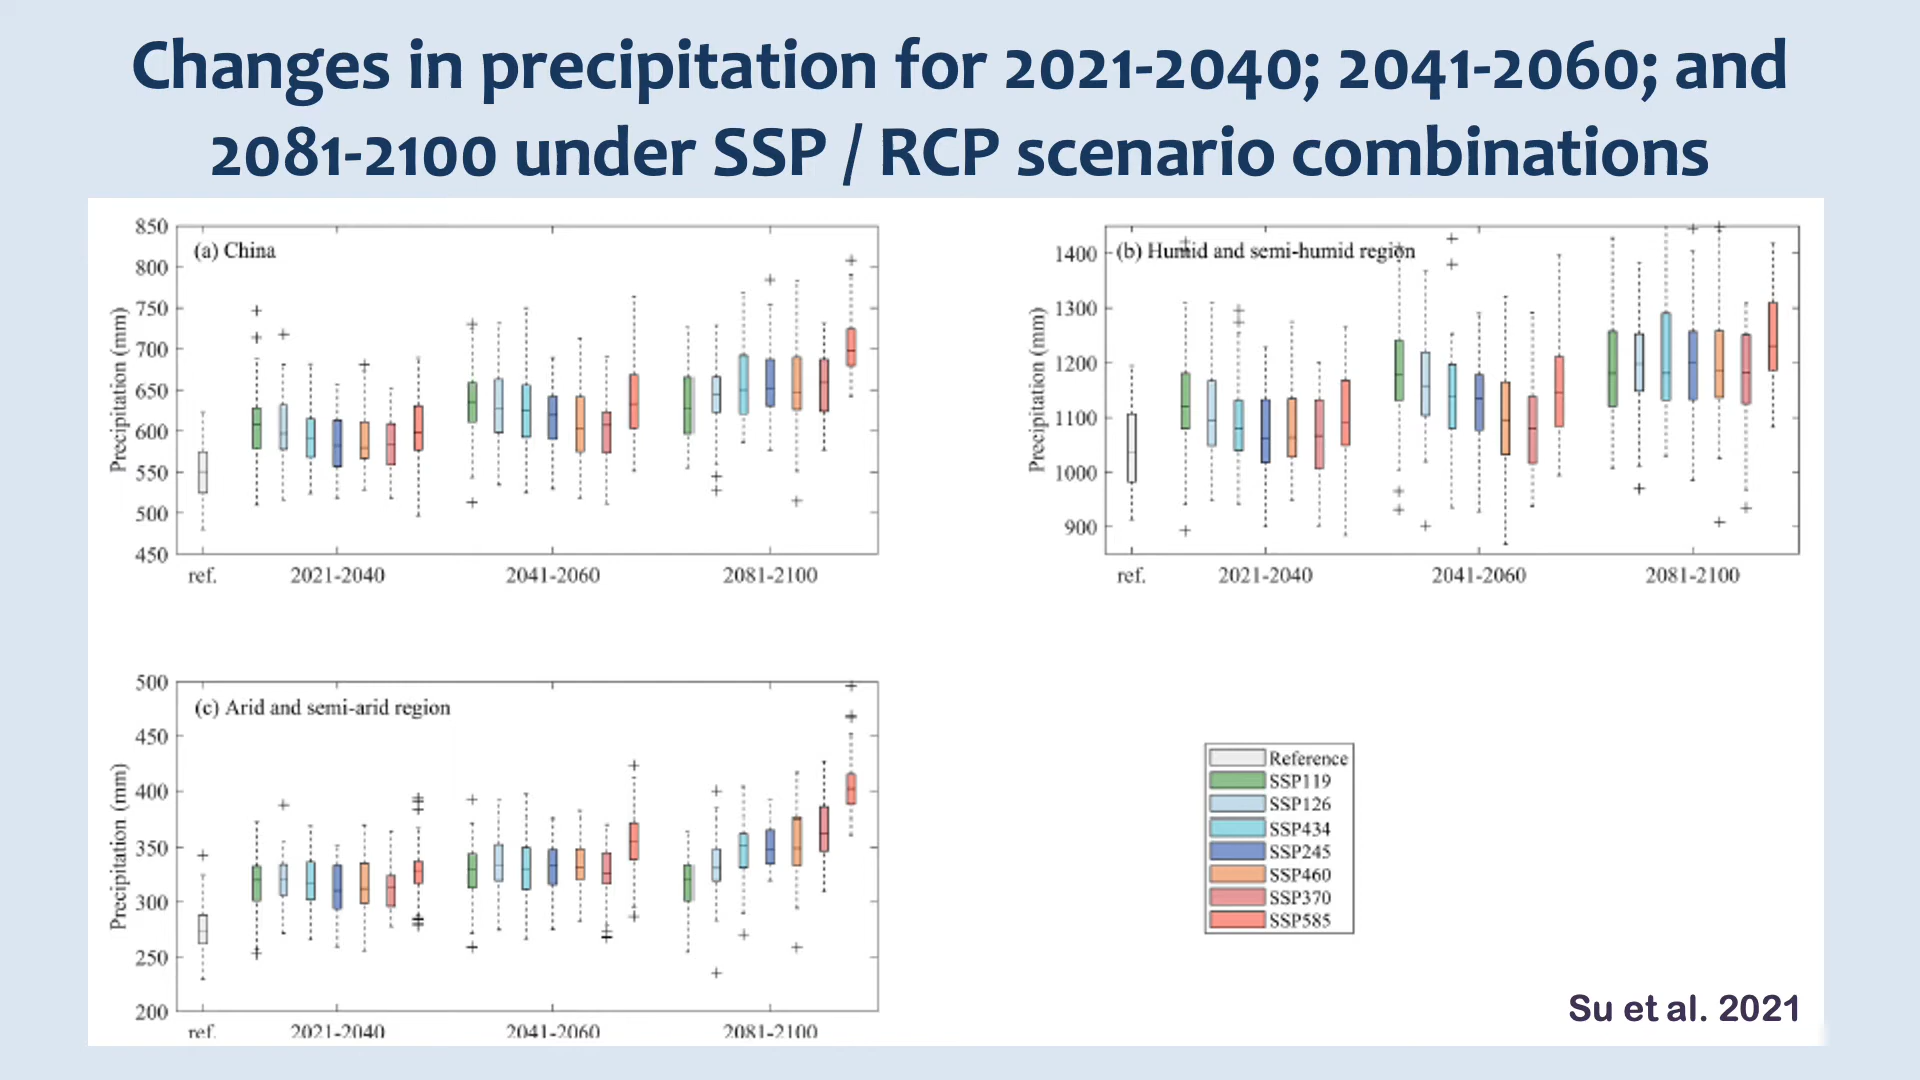 Changes in precipitation for 2021-2040; 2041-2060; and
2081-2100 under SSP / RCP scenario combinations
(a) China
Precipitation (mm)
850
800
750
700
650
600
550
500
450
ref.
2021-2040
2041-2060
2081-2100
(b) Humid and semi-humid region
Precipitation (mm)
1400
1300
1200
1100
1000
900
ref.
2021-2040
2041-2060
2081-2100
(c) Arid and semi-arid region
Precipitation (mm)
500
450
400
350
300
250
200
ref.
2021-2040
2041-2060
2081-2100
Reference
SSP119
SSP126
SSP434
SSP245
SSP460
SSP370
SSP585
Su et al. 2021